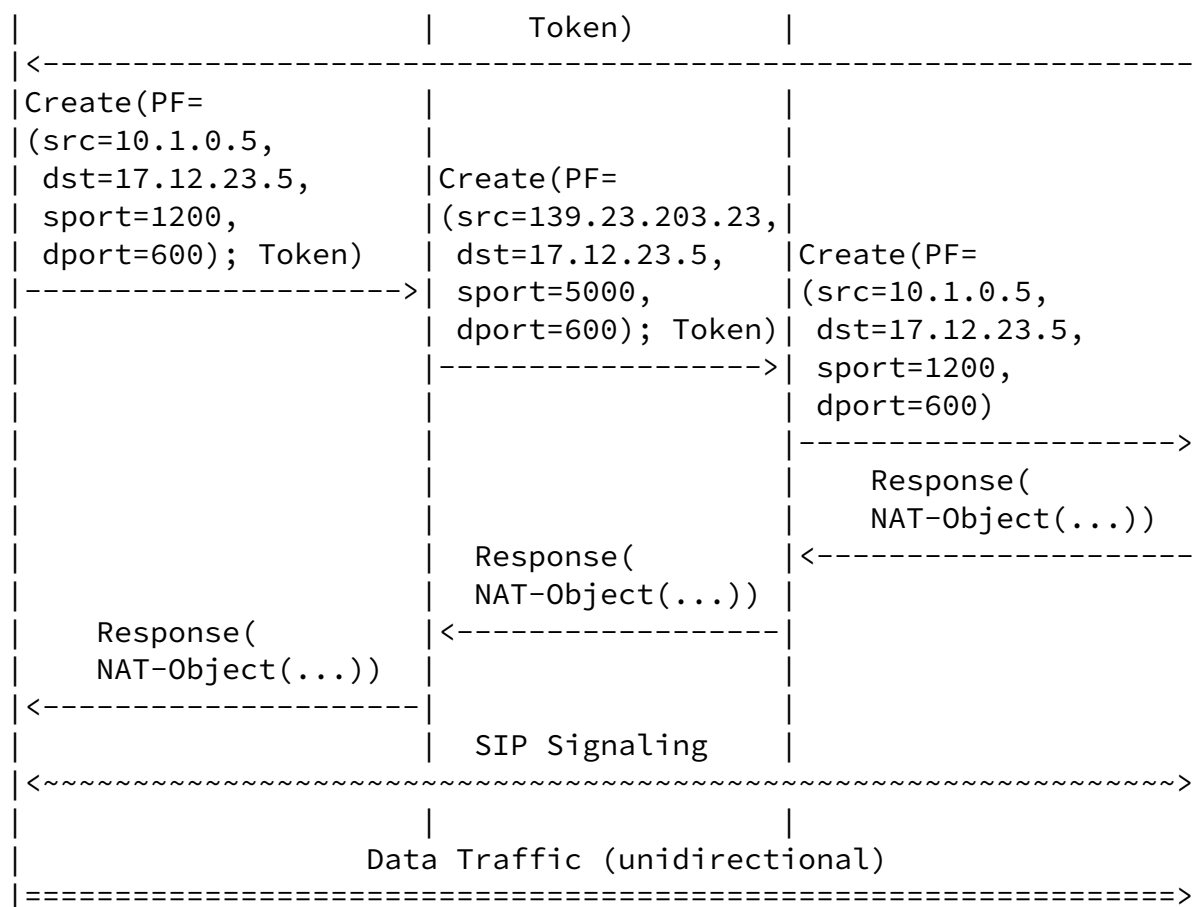 |                      |     Token)        |
|<----------------------------------------------------------------
|Create(PF=            |                   |
|(src=10.1.0.5,        |                   |
| dst=17.12.23.5,      |Create(PF=         |
| sport=1200,          |(src=139.23.203.23,|
| dport=600); Token)   | dst=17.12.23.5,   |Create(PF=
|--------------------->| sport=5000,       |(src=10.1.0.5,
|                      | dport=600); Token)| dst=17.12.23.5,
|                      |------------------>| sport=1200,
|                      |                   | dport=600)
|                      |                   |--------------------->
|                      |                   |    Response(
|                      |                   |    NAT-Object(...))
|                      |  Response(        |<---------------------
|                      |  NAT-Object(...)) |
|    Response(         |<------------------|
|    NAT-Object(...))  |                   |
|<---------------------|                   |
|                      |  SIP Signaling    |
|<~~~~~~~~~~~~~~~~~~~~~~~~~~~~~~~~~~~~~~~~~~~~~~~~~~~~~~~~~~~~~~~>
|                      |                   |
|                   Data Traffic (unidirectional)
|================================================================>